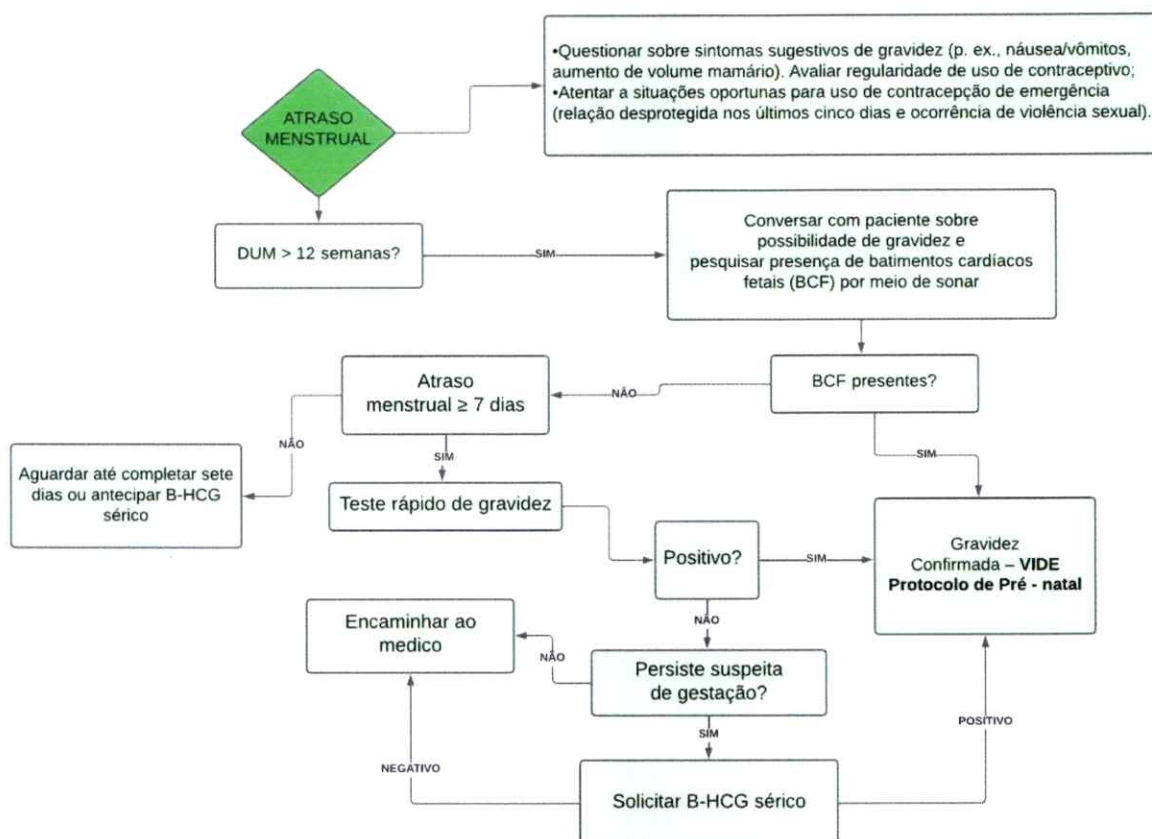 •Questionar sobre sintomas sugestivos de gravidez (p. ex., náusea/vômitos,
aumento de volume mamário). Avaliar regularidade de uso de contraceptivo;
•Atentar a situações oportunas para uso de contracepção de emergência
(relação desprotegida nos últimos cinco dias e ocorrência de violência sexual).
ATRASO
MENSTRUAL
DUM > 12 semanas?
SIM
Conversar com paciente sobre
possibilidade de gravidez e
pesquisar presença de batimentos cardíacos
fetais (BCF) por meio de sonar
BCF presentes?
NÃO
SIM
Atraso
menstrual ≥ 7 dias
NÃO
SIM
Aguardar até completar sete
dias ou antecipar B-HCG
sérico
Teste rápido de gravidez
Positivo?
SIM
NÃO
Gravidez
Confirmada – VIDE
Protocolo de Pré - natal
Encaminhar ao
medico
NÃO
Persiste suspeita
de gestação?
SIM
POSITIVO
NEGATIVO
Solicitar B-HCG sérico